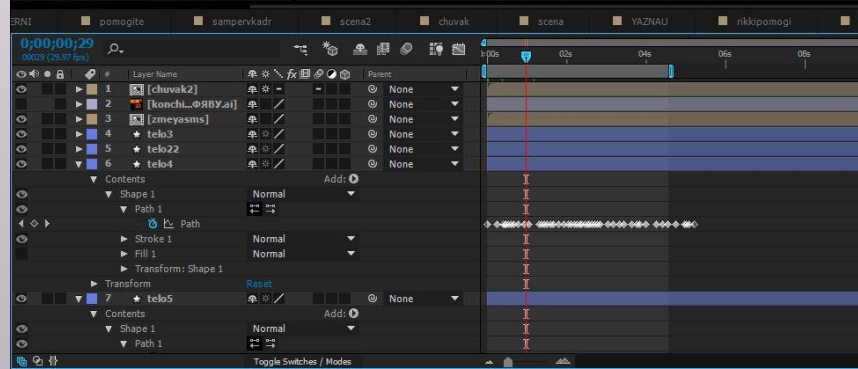 ERNI pomogite sampervkadr scena2 chuvak scena YAZNAU rikkipomogi
0;00;00;29
00029 (29.97 fps)
:00s 02s 04s 06s 08s
# Layer Name Parent
1 [chuvak2] None
2 [konchi...ФЯВУ.ai] None
3 [zmeyasms] None
4 telo3 None
5 telo22 None
6 telo4 None
Contents Add:
Shape 1 Normal
Path 1
Path
Stroke 1 Normal
Fill 1 Normal
Transform: Shape 1
Transform Reset
7 telo5 None
Contents Add:
Shape 1 Normal
Path 1
Toggle Switches / Modes